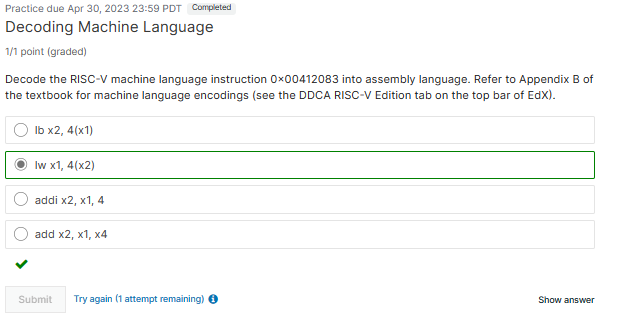 Practice due Apr 30, 2023 23:59 PDT Completed
Decoding Machine Language
1/1 point (graded)
Decode the RISC-V machine language instruction 0×00412083 into assembly language. Refer to Appendix B of
the textbook for machine language encodings (see the DDCA RISC-V Edition tab on the top bar of EdX).
lb x2, 4(x1)
lw x1, 4(x2)
addi x2, x1, 4
add x2, x1, x4
Submit Try again (1 attempt remaining) Show answer